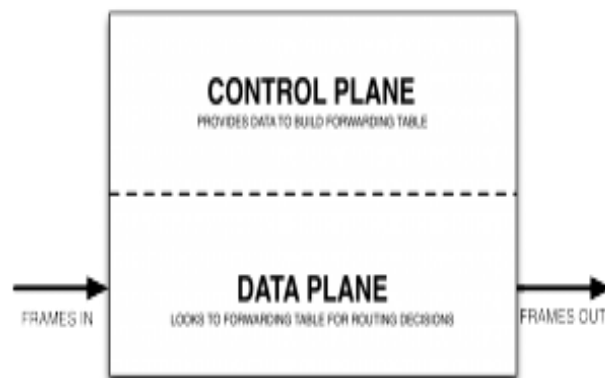 CONTROL PLANE
PROVIDES DATA TO BUILD FORWARDING TABLE
DATA PLANE
LOOKS TO FORWARDING TABLE FOR ROUTING DECISIONS
FRAMES IN
FRAMES OUT